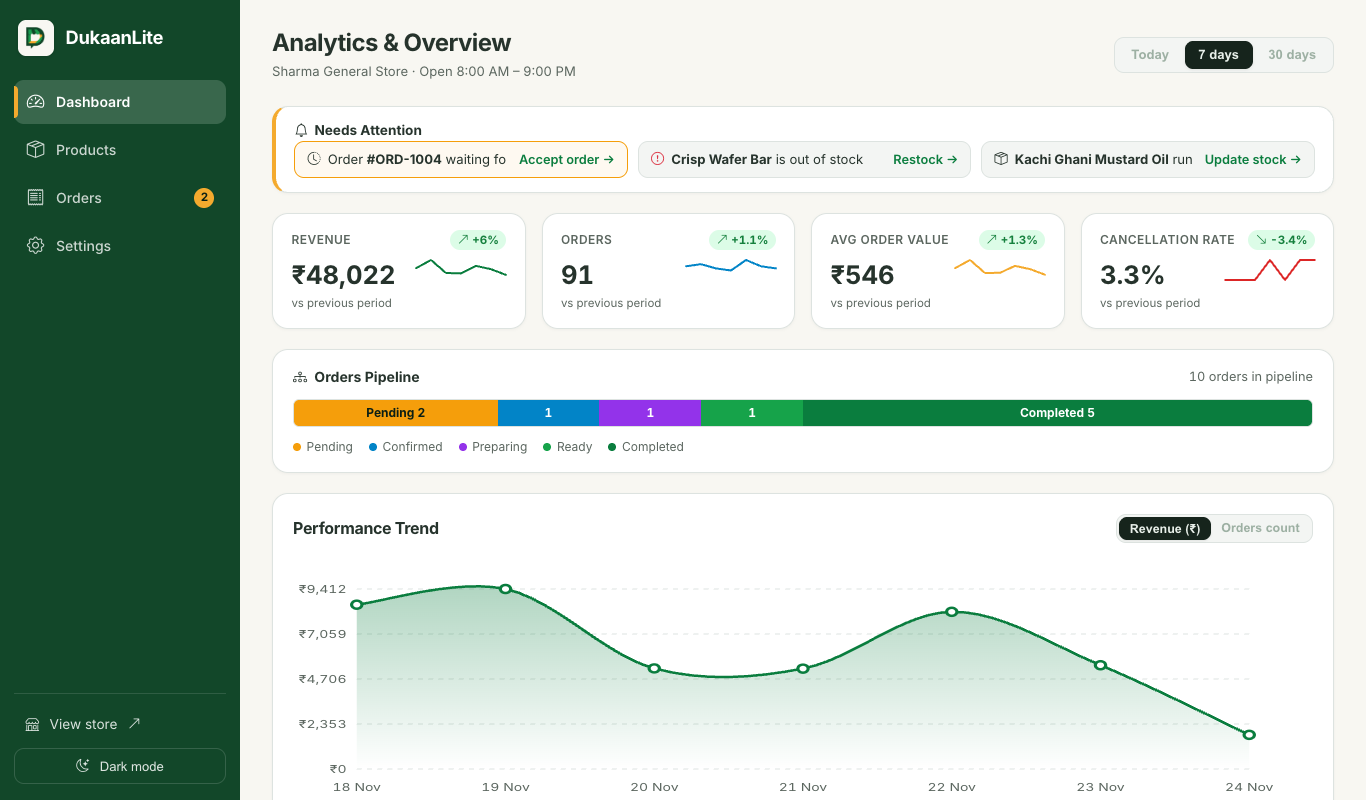 DukaanLite
Dashboard
Products
Orders 2
Settings
View store
Dark mode
Analytics & Overview
Sharma General Store · Open 8:00 AM – 9:00 PM
Today 7 days 30 days
Needs Attention
Order #ORD-1004 waiting fo Accept order →
Crisp Wafer Bar is out of stock Restock →
Kachi Ghani Mustard Oil run Update stock →
REVENUE ↗ +6%
₹48,022
vs previous period
ORDERS ↗ +1.1%
91
vs previous period
AVG ORDER VALUE ↗ +1.3%
₹546
vs previous period
CANCELLATION RATE ↘ -3.4%
3.3%
vs previous period
Orders Pipeline 10 orders in pipeline
Pending 2 1 1 1 Completed 5
Pending Confirmed Preparing Ready Completed
Performance Trend Revenue (₹) Orders count
₹9,412
₹7,059
₹4,706
₹2,353
₹0
18 Nov 19 Nov 20 Nov 21 Nov 22 Nov 23 Nov 24 Nov